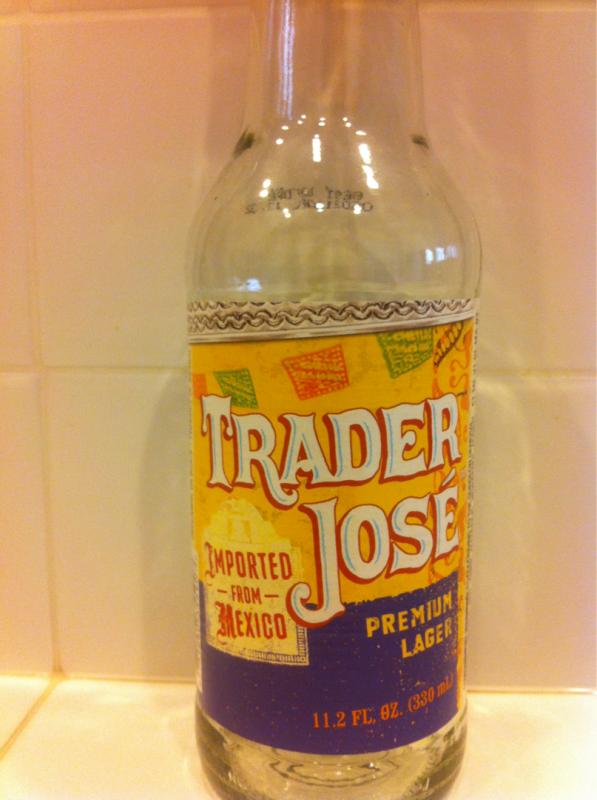 TRADER
JOSÉ
IMPORTED
- FROM -
MEXICO
PREMIUM
LAGER
11.2 FL. OZ. (330 mL)